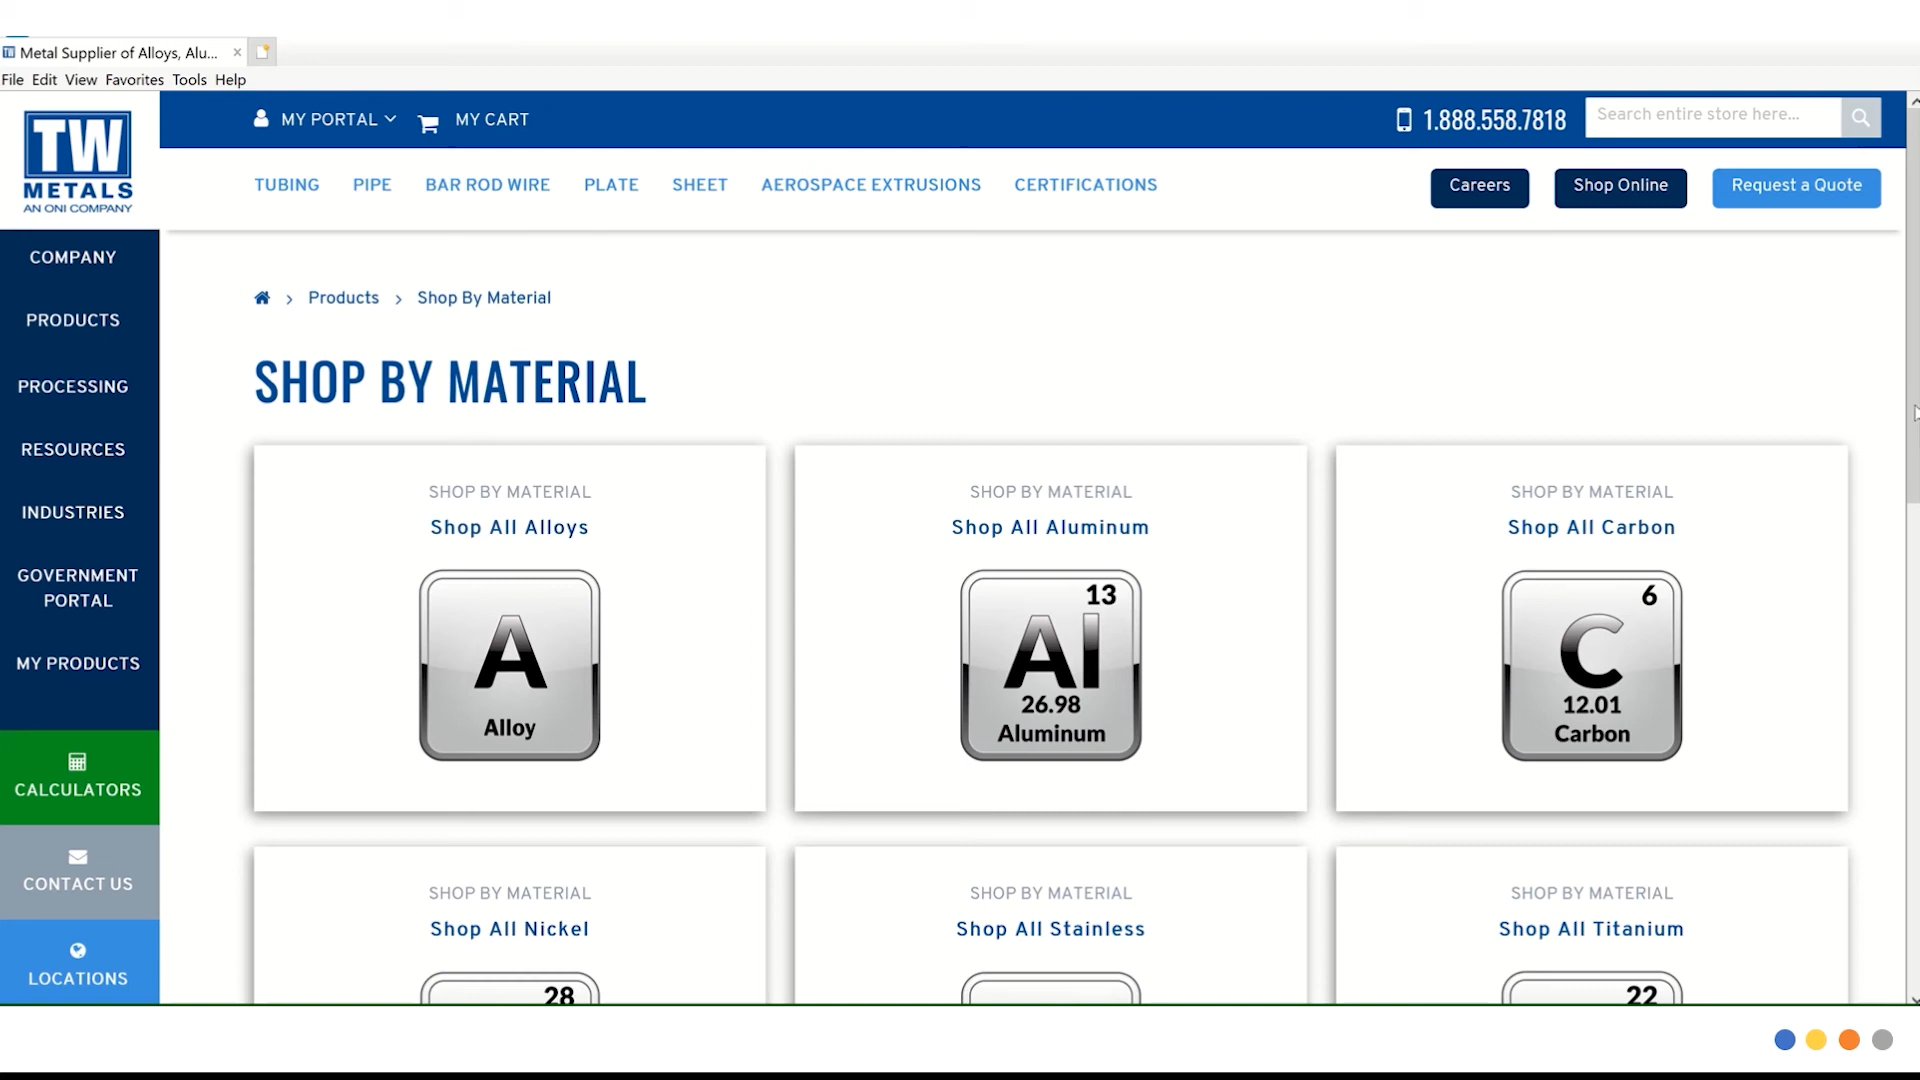 Metal Supplier of Alloys, Alu...
File Edit View Favorites Tools Help
TW
METALS
AN ONI COMPANY
MY PORTAL
MY CART
1.888.558.7818
Search entire store here...
TUBING
PIPE
BAR ROD WIRE
PLATE
SHEET
AEROSPACE EXTRUSIONS
CERTIFICATIONS
Careers
Shop Online
Request a Quote
COMPANY
PRODUCTS
PROCESSING
RESOURCES
INDUSTRIES
GOVERNMENT
PORTAL
MY PRODUCTS
CALCULATORS
CONTACT US
LOCATIONS
Products > Shop By Material
SHOP BY MATERIAL
SHOP BY MATERIAL
Shop All Alloys
A
Alloy
SHOP BY MATERIAL
Shop All Aluminum
13
Al
26.98
Aluminum
SHOP BY MATERIAL
Shop All Carbon
6
C
12.01
Carbon
SHOP BY MATERIAL
Shop All Nickel
28
SHOP BY MATERIAL
Shop All Stainless
SHOP BY MATERIAL
Shop All Titanium
22